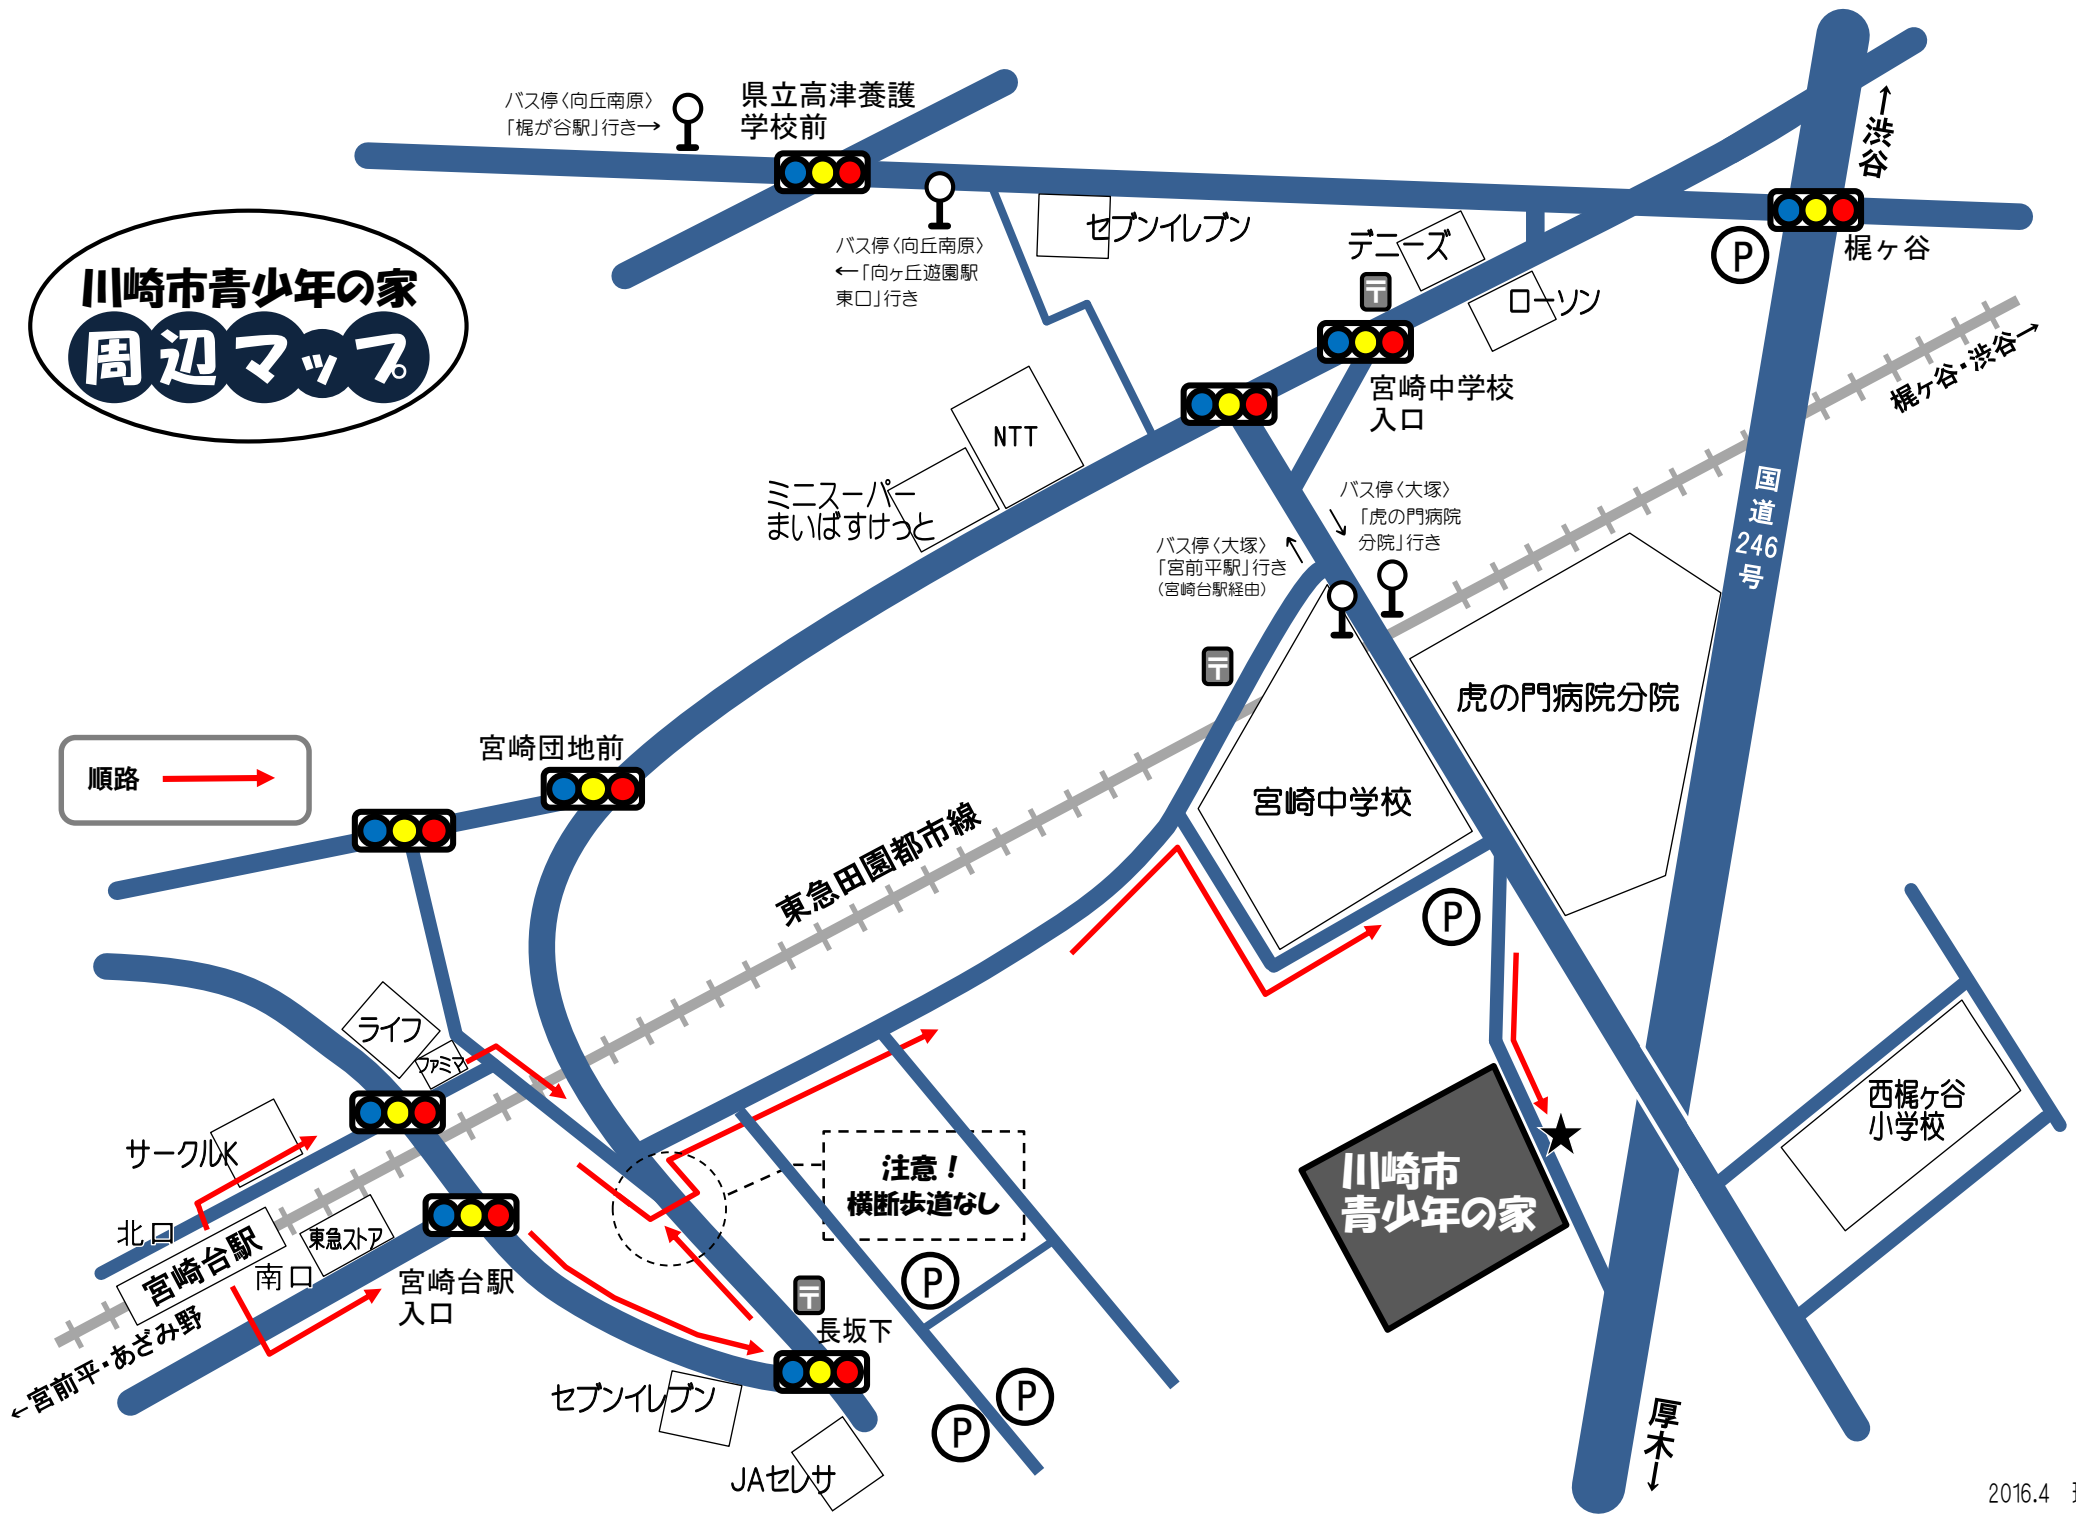 バス停〈向丘南原〉
「梶が谷駅」行き→
県立高津養護
学校前
←渋谷
バス停〈向丘南原〉
←「向ヶ丘遊園駅
東口」行き
セブンイレブン
デニーズ
〒
ローソン
P
梶ヶ谷
川崎市青少年の家
周辺マップ
梶ヶ谷・渋谷→
宮崎中学校
入口
NTT
ミニスーパー
まいばすけっと
国道246号
バス停〈大塚〉
「虎の門病院
分院」行き
バス停〈大塚〉
「宮前平駅」行き
(宮崎台駅経由)
〒
虎の門病院分院
宮崎団地前
順路
宮崎中学校
東急田園都市線
P
ライフ
ファミマ
サークルK
西梶ヶ谷
小学校
注意！
横断歩道なし
川崎市
青少年の家
北口
宮崎台駅
東急ストア
南口
宮崎台駅
入口
←宮前平・あざみ野
P
〒
長坂下
セブンイレブン
JAセレサ
P
P
厚木→
2016.4